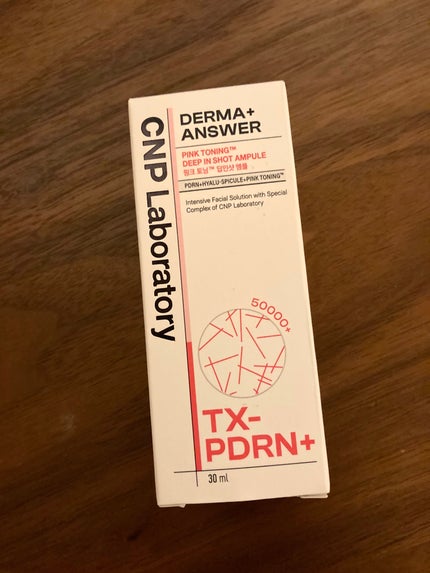 CNP Laboratory
DERMA+
ANSWER
PINK TONING™
DEEP IN SHOT AMPULE
핑크 토닝™ 딥인샷 앰플
PDRN+HYALU-SPICULE+PINK TONING™
Intensive Facial Solution with Special
Complex of CNP Laboratory
50000+
TX-
PDRN+
30 ml